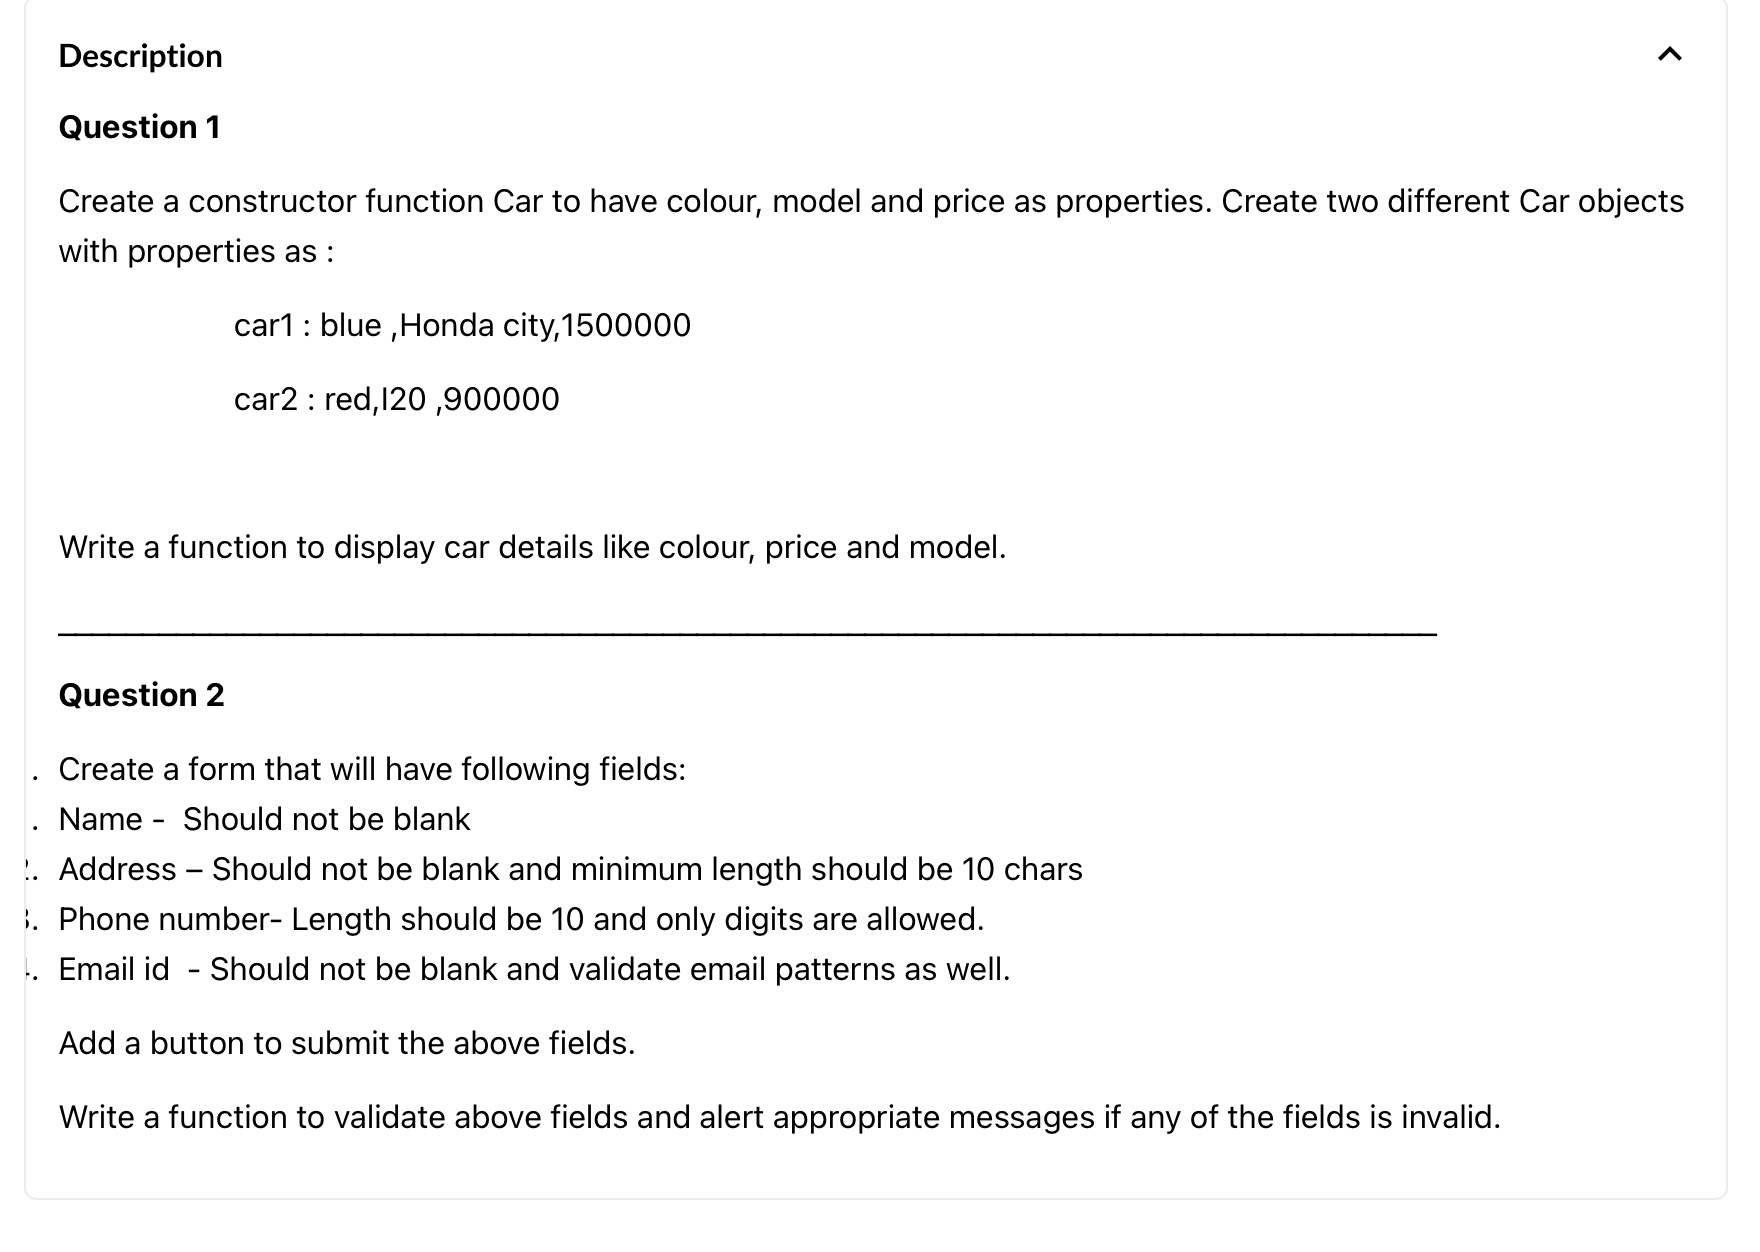 Description
Question 1
Create a constructor function Car to have colour, model and price as properties. Create two different Car objects
with properties as :
car1 : blue ,Honda city,1500000
car2 : red,I20 ,900000
Write a function to display car details like colour, price and model.
Question 2
. Create a form that will have following fields:
. Name -  Should not be blank
2. Address – Should not be blank and minimum length should be 10 chars
3. Phone number- Length should be 10 and only digits are allowed.
4. Email id  - Should not be blank and validate email patterns as well.
Add a button to submit the above fields.
Write a function to validate above fields and alert appropriate messages if any of the fields is invalid.